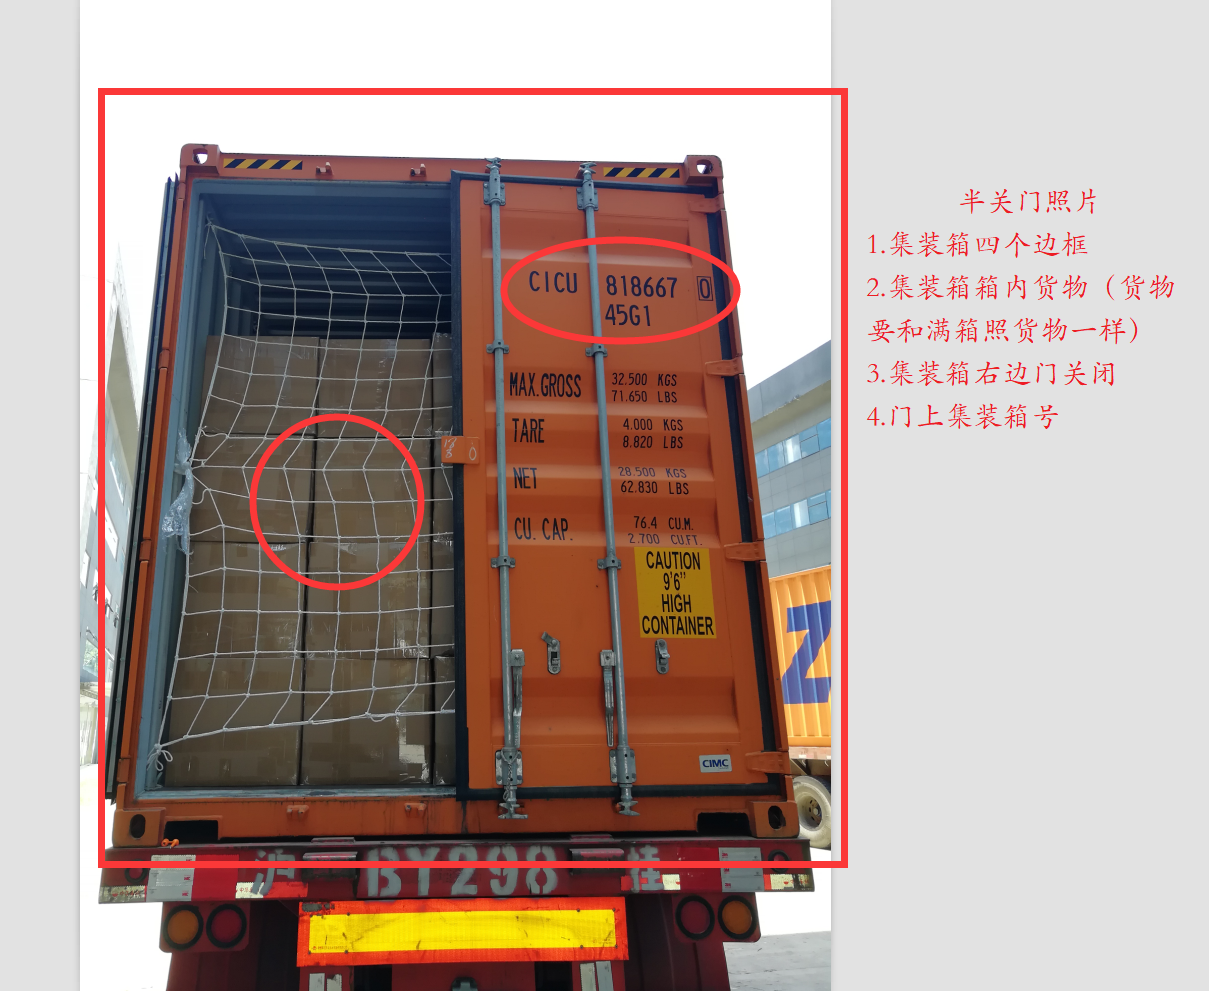 半关门照片
1.集装箱四个边框
2.集装箱箱内货物（货物
要和满箱照货物一样）
3.集装箱右边门关闭
4.门上集装箱号
CICU 818667 0
45G1
MAX.GROSS 32.500 KGS
71.650 LBS
TARE 4.000 KGS
8.820 LBS
NET 28.500 KGS
62.830 LBS
CU. CAP. 76.4 CU.M.
2.700 CU.FT.
CAUTION
9'6"
HIGH
CONTAINER
CIMC
沪 BY298 挂